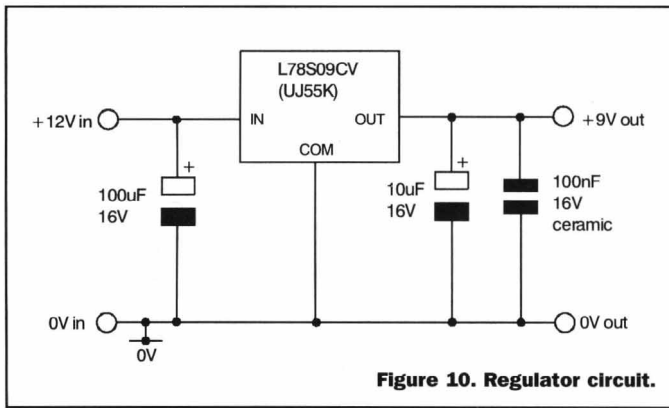 L78S09CV
(UJ55K)
+12V in
IN
OUT
+9V out
COM
+
100uF
16V
+
10uF
16V
100nF
16V
ceramic
0V in
0V out
0V
Figure 10. Regulator circuit.